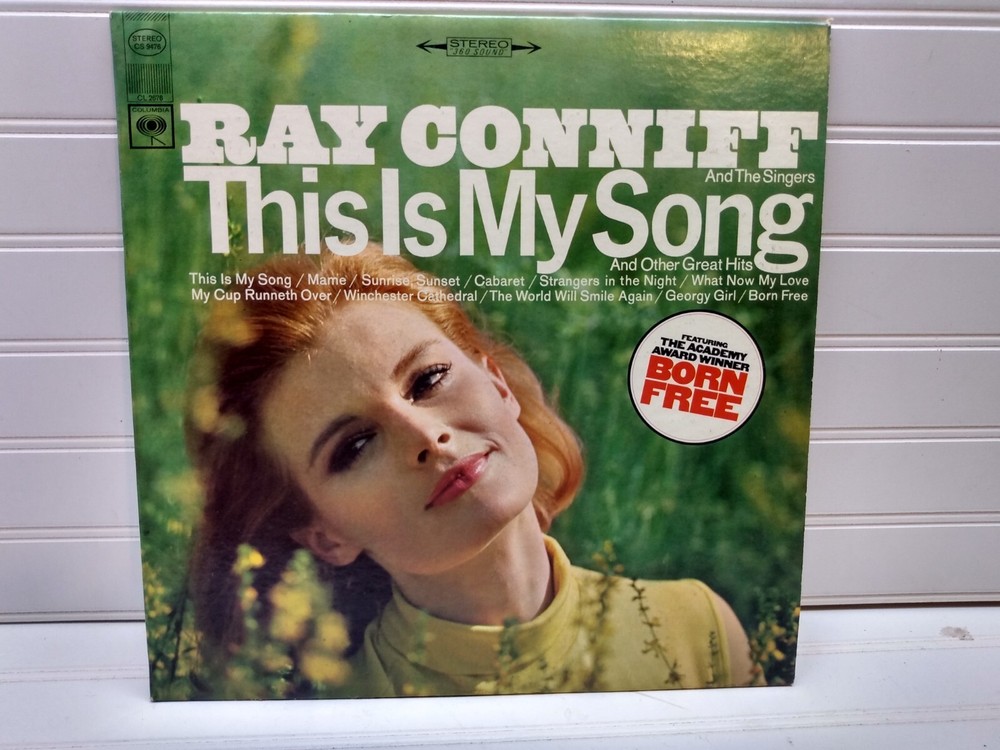 STEREO
CS 9476
CL 2676
COLUMBIA
STEREO
"360 SOUND"
RAY CONNIFF
And The Singers
This Is My Song
And Other Great Hits
This Is My Song / Mame / Sunrise, Sunset / Cabaret / Strangers in the Night / What Now My Love
My Cup Runneth Over / Winchester Cathedral / The World Will Smile Again / Georgy Girl / Born Free
FEATURING
THE ACADEMY
AWARD WINNER
BORN
FREE